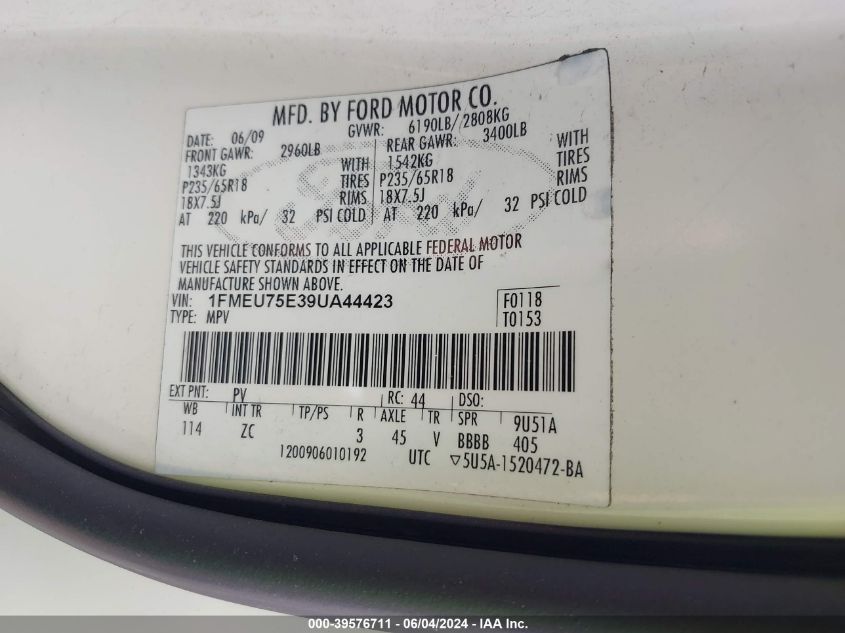 MFD. BY FORD MOTOR CO.
DATE: 06/09 GVWR: 6190LB/2808KG
FRONT GAWR: 2960LB REAR GAWR: 3400LB
1343KG WITH 1542KG WITH
P235/65R18 TIRES P235/65R18 TIRES
18X7.5J RIMS 18X7.5J RIMS
AT 220 kPa/ 32 PSI COLD AT 220 kPa/ 32 PSI COLD
THIS VEHICLE CONFORMS TO ALL APPLICABLE FEDERAL MOTOR
VEHICLE SAFETY STANDARDS IN EFFECT ON THE DATE OF
MANUFACTURE SHOWN ABOVE.
VIN: 1FMEU75E39UA44423 F0118
TYPE: MPV T0153
EXT PNT: PV RC: 44 DSO:
WB INT TR TP/PS R AXLE TR SPR 9U51A
114 ZC 3 45 V BBBB 405
1200906010192 UTC ▽5U5A-1520472-BA
000-39576711 - 06/04/2024 - IAA Inc.